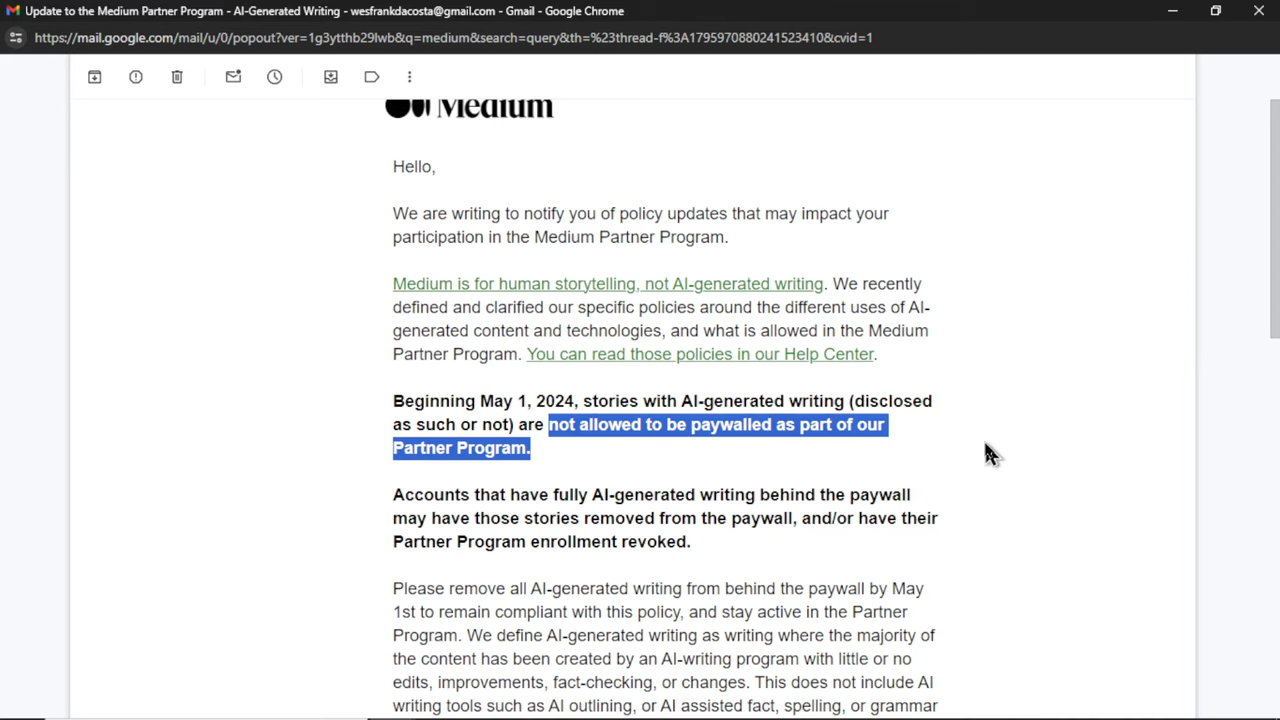 Update to the Medium Partner Program - AI-Generated Writing - wesfrankdacosta@gmail.com - Gmail - Google Chrome
https://mail.google.com/mail/u/0/popout?ver=1g3ytthb29lwb&q=medium&search=query&th=%23thread-f%3A1795970880241523410&cvid=1
Medium
Hello,
We are writing to notify you of policy updates that may impact your
participation in the Medium Partner Program.
Medium is for human storytelling, not AI-generated writing. We recently
defined and clarified our specific policies around the different uses of AI-
generated content and technologies, and what is allowed in the Medium
Partner Program. You can read those policies in our Help Center.
Beginning May 1, 2024, stories with AI-generated writing (disclosed
as such or not) are not allowed to be paywalled as part of our
Partner Program.
Accounts that have fully AI-generated writing behind the paywall
may have those stories removed from the paywall, and/or have their
Partner Program enrollment revoked.
Please remove all AI-generated writing from behind the paywall by May
1st to remain compliant with this policy, and stay active in the Partner
Program. We define AI-generated writing as writing where the majority of
the content has been created by an AI-writing program with little or no
edits, improvements, fact-checking, or changes. This does not include AI
writing tools such as AI outlining, or AI assisted fact, spelling, or grammar